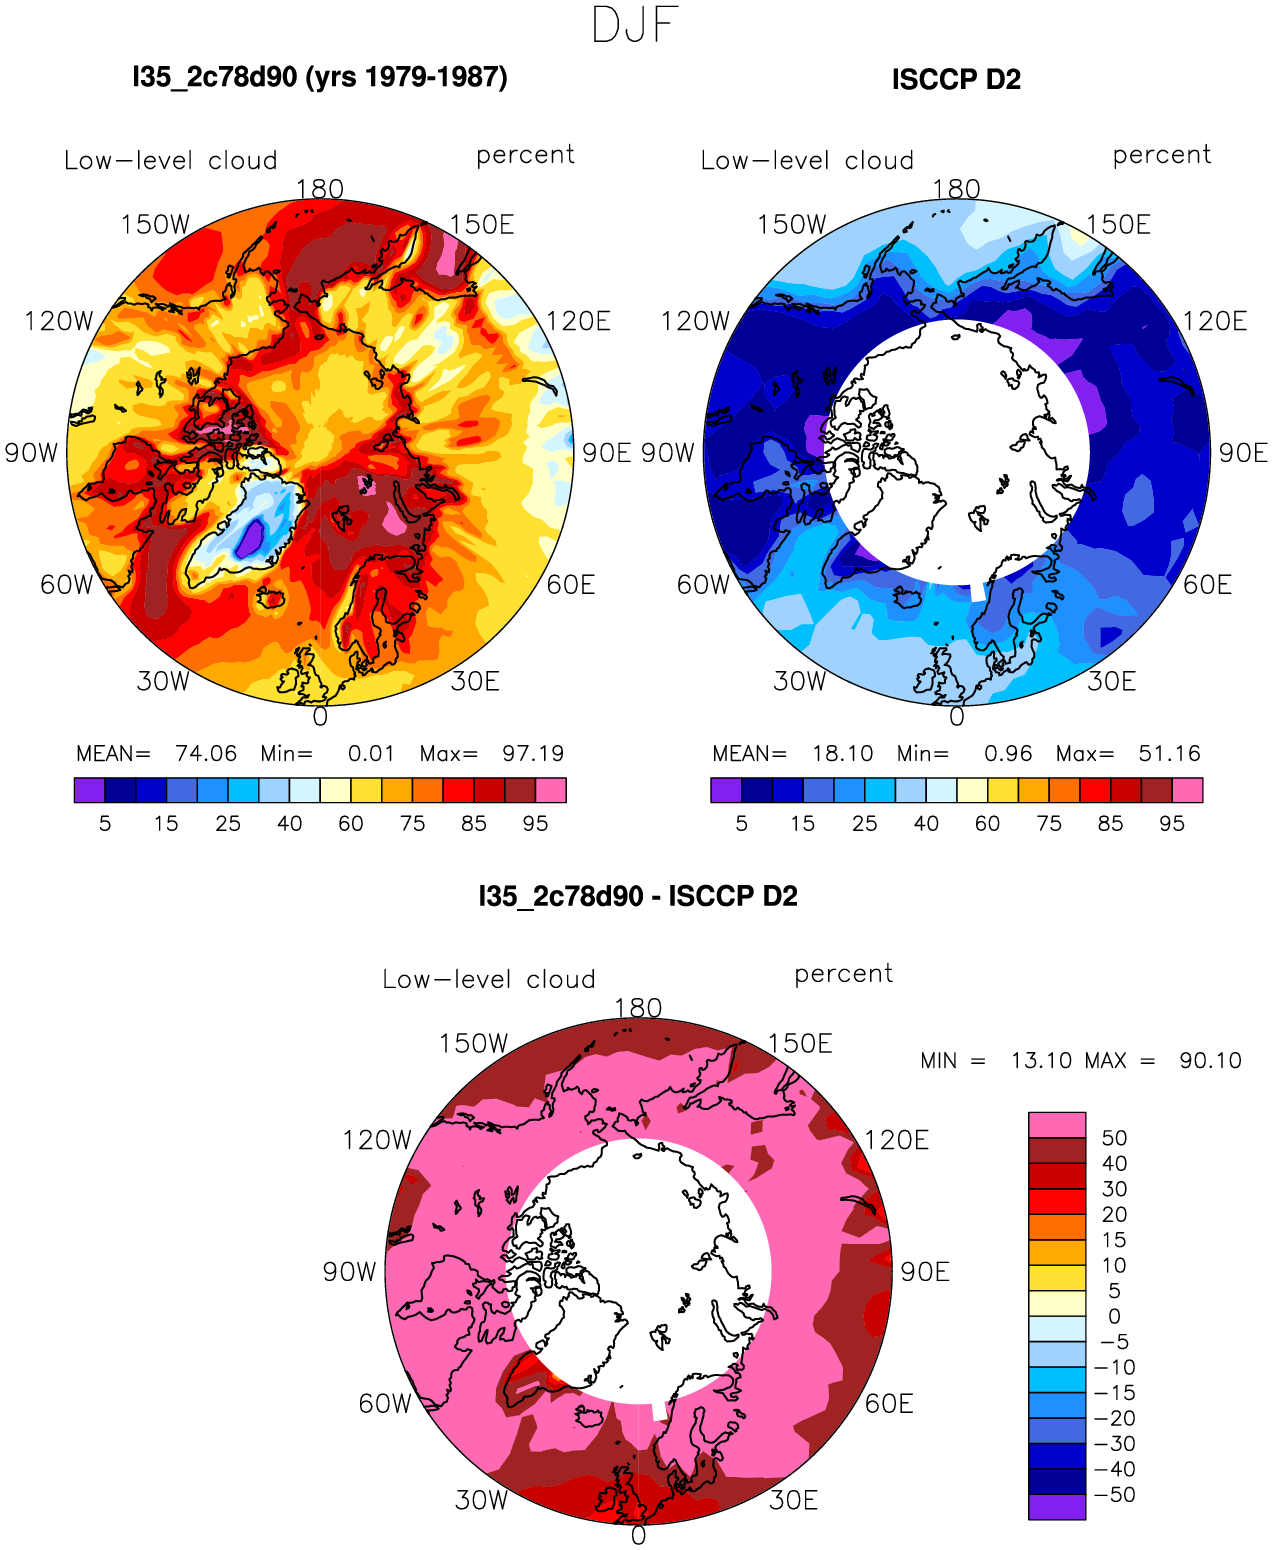 DJF
I35_2c78d90 (yrs 1979-1987)
Low-level cloud percent
180
150W 150E
120W 120E
90W 90E
60W 60E
30W 30E
0
MEAN= 74.06 Min= 0.01 Max= 97.19
5 15 25 40 60 75 85 95
ISCCP D2
Low-level cloud percent
180
150W 150E
120W 120E
90W 90E
60W 60E
30W 30E
0
MEAN= 18.10 Min= 0.96 Max= 51.16
5 15 25 40 60 75 85 95
I35_2c78d90 - ISCCP D2
Low-level cloud percent
180
150W 150E
120W 120E
90W 90E
60W 60E
30W 30E
0
MIN = 13.10 MAX = 90.10
50
40
30
20
15
10
5
0
-5
-10
-15
-20
-30
-40
-50